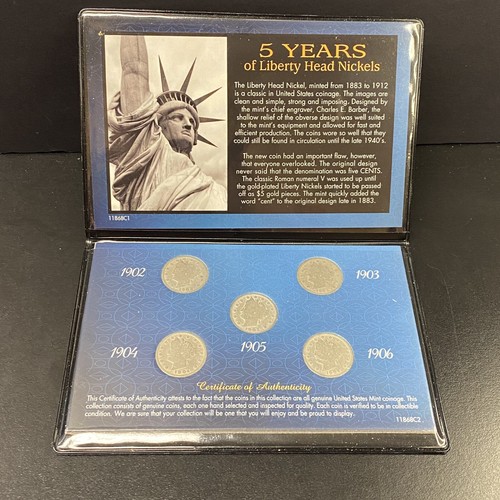 5 YEARS
of Liberty Head Nickels
The Liberty Head Nickel, minted from 1883 to 1912
is a classic in United States coinage. The images are
clean and simple, strong and imposing. Designed by
the mint's chief engraver, Charles E. Barber, the
shallow relief of the obverse design was well suited
to the mint's equipment and allowed for fast and
efficient production. The coins wore so well that they
could still be found in circulation until the late 1940's.
The new coin had an important flaw, however,
that everyone overlooked. The original design
never said that the denomination was five CENTS.
The classic Roman numeral V was used up until
the gold-plated Liberty Nickels started to be passed
off as $5 gold pieces. The mint quickly added the
word "cent" to the original design late in 1883.
11868C1
1902
1903
1904
1905
1906
Certificate of Authenticity
This Certificate of Authenticity attests to the fact that the coins in this collection are all genuine United States Mint coinage. This
collection consists of genuine coins, each one hand selected and inspected for quality. Each coin is verified to be in collectible
condition. We are sure that your collection will be one that you will enjoy and be proud to display.
11868C2